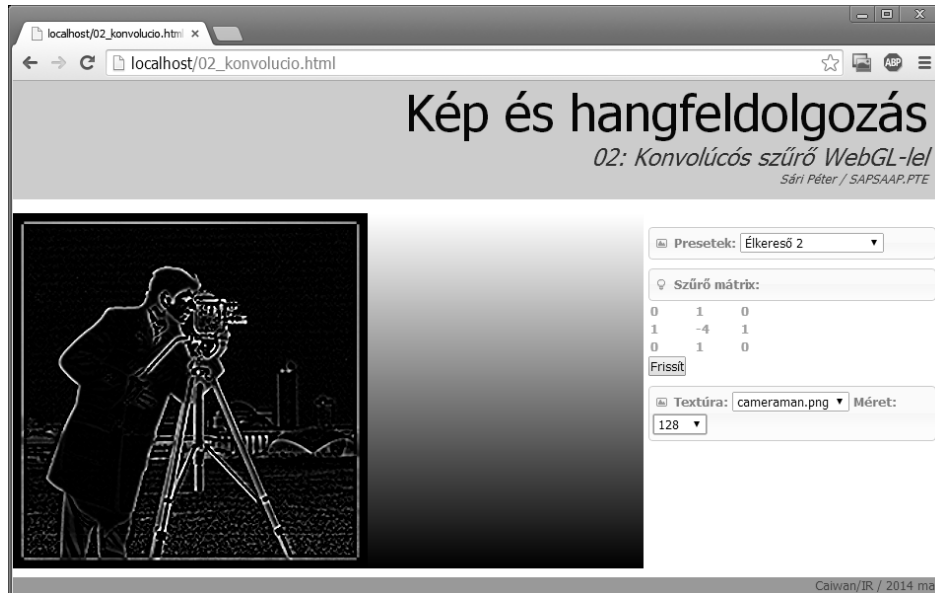 localhost/02_konvolucio.html ×
localhost/02_konvolucio.html
ABP
Kép és hangfeldolgozás
02: Konvolúcós szűrő WebGL-lel
Sári Péter / SAPSAAP.PTE
Presetek: Élkereső 2
Szűrő mátrix:
0 1 0
1 -4 1
0 1 0
Frissít
Textúra: cameraman.png Méret:
128
Caiwan/IR / 2014 ma